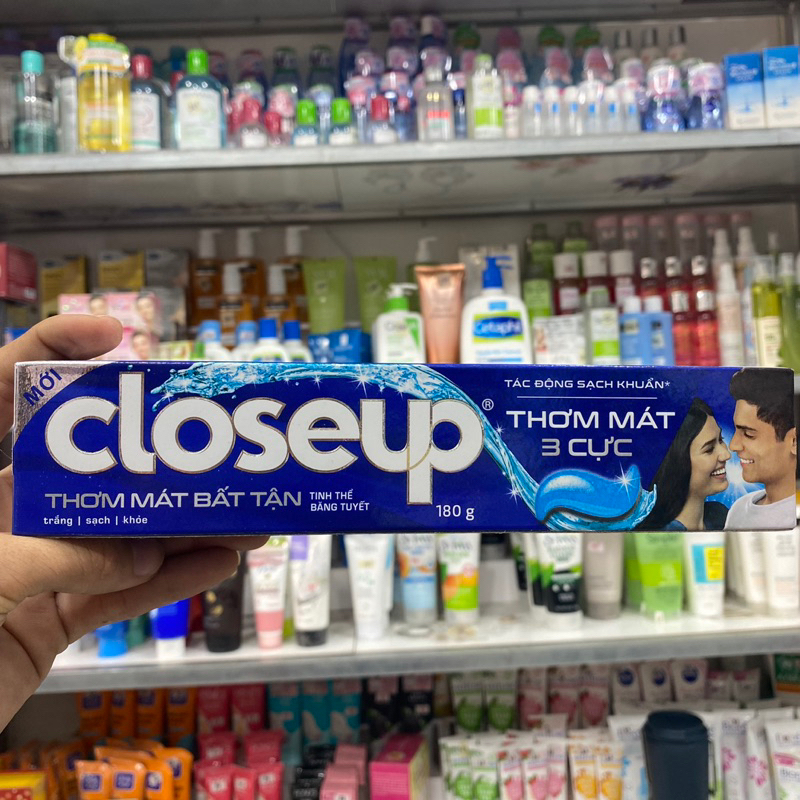 MỚI
closeup®
THƠM MÁT BẤT TẬN
TINH THỂ
BĂNG TUYẾT
trắng | sạch | khỏe
180 g
TÁC ĐỘNG SẠCH KHUẨN*
THƠM MÁT
3 CỰC
Cetaphil